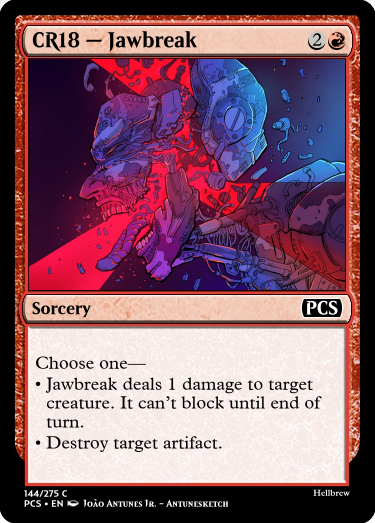 CR18 — Jawbreak 2
Sorcery PCS
Choose one—
• Jawbreak deals 1 damage to target
creature. It can't block until end of
turn.
• Destroy target artifact.
144/275 C Hellbrew
PCS • EN João Antunes Jr. – Antunesketch